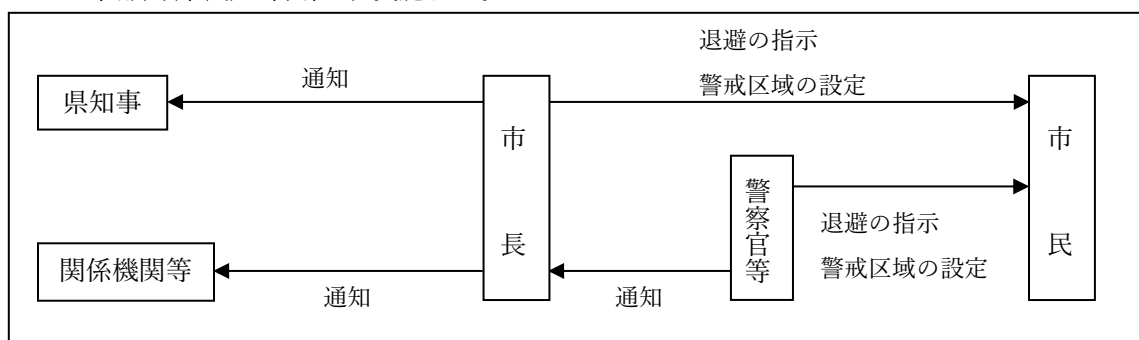 退避の指示
通知
警戒区域の設定
県知事
市長
市民
警察官等
退避の指示
関係機関等
警戒区域の設定
通知
通知